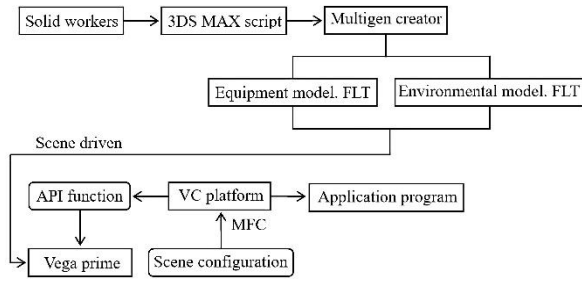 Solid workers
3DS MAX script
Multigen creator
Equipment model. FLT
Environmental model. FLT
Scene driven
API function
VC platform
Application program
MFC
Vega prime
Scene configuration